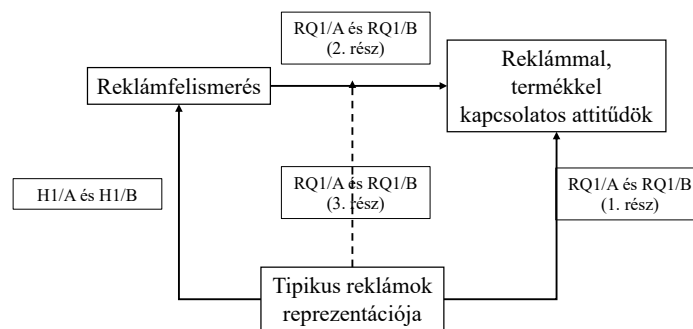 RQ1/A és RQ1/B
(2. rész)
Reklámfelismerés
Reklámmal,
termékkel
kapcsolatos attitűdök
H1/A és H1/B
RQ1/A és RQ1/B
(3. rész)
RQ1/A és RQ1/B
(1. rész)
Tipikus reklámok
reprezentációja